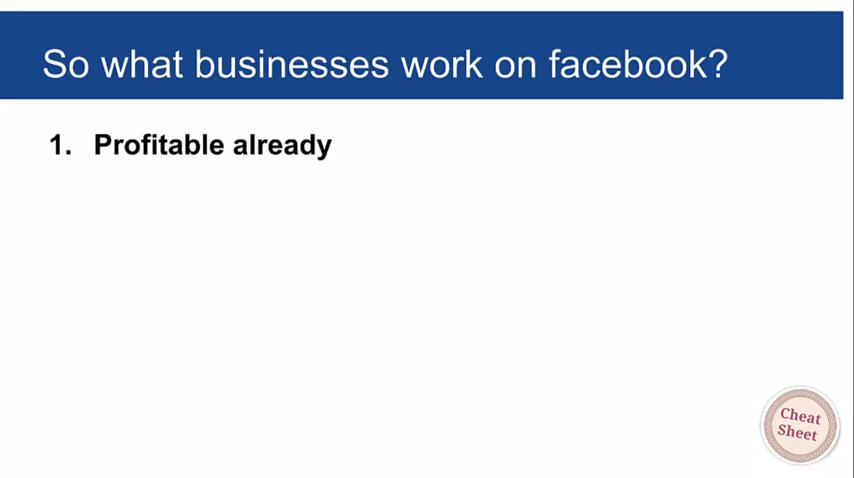 So what businesses work on facebook?
1. Profitable already
Cheat
Sheet